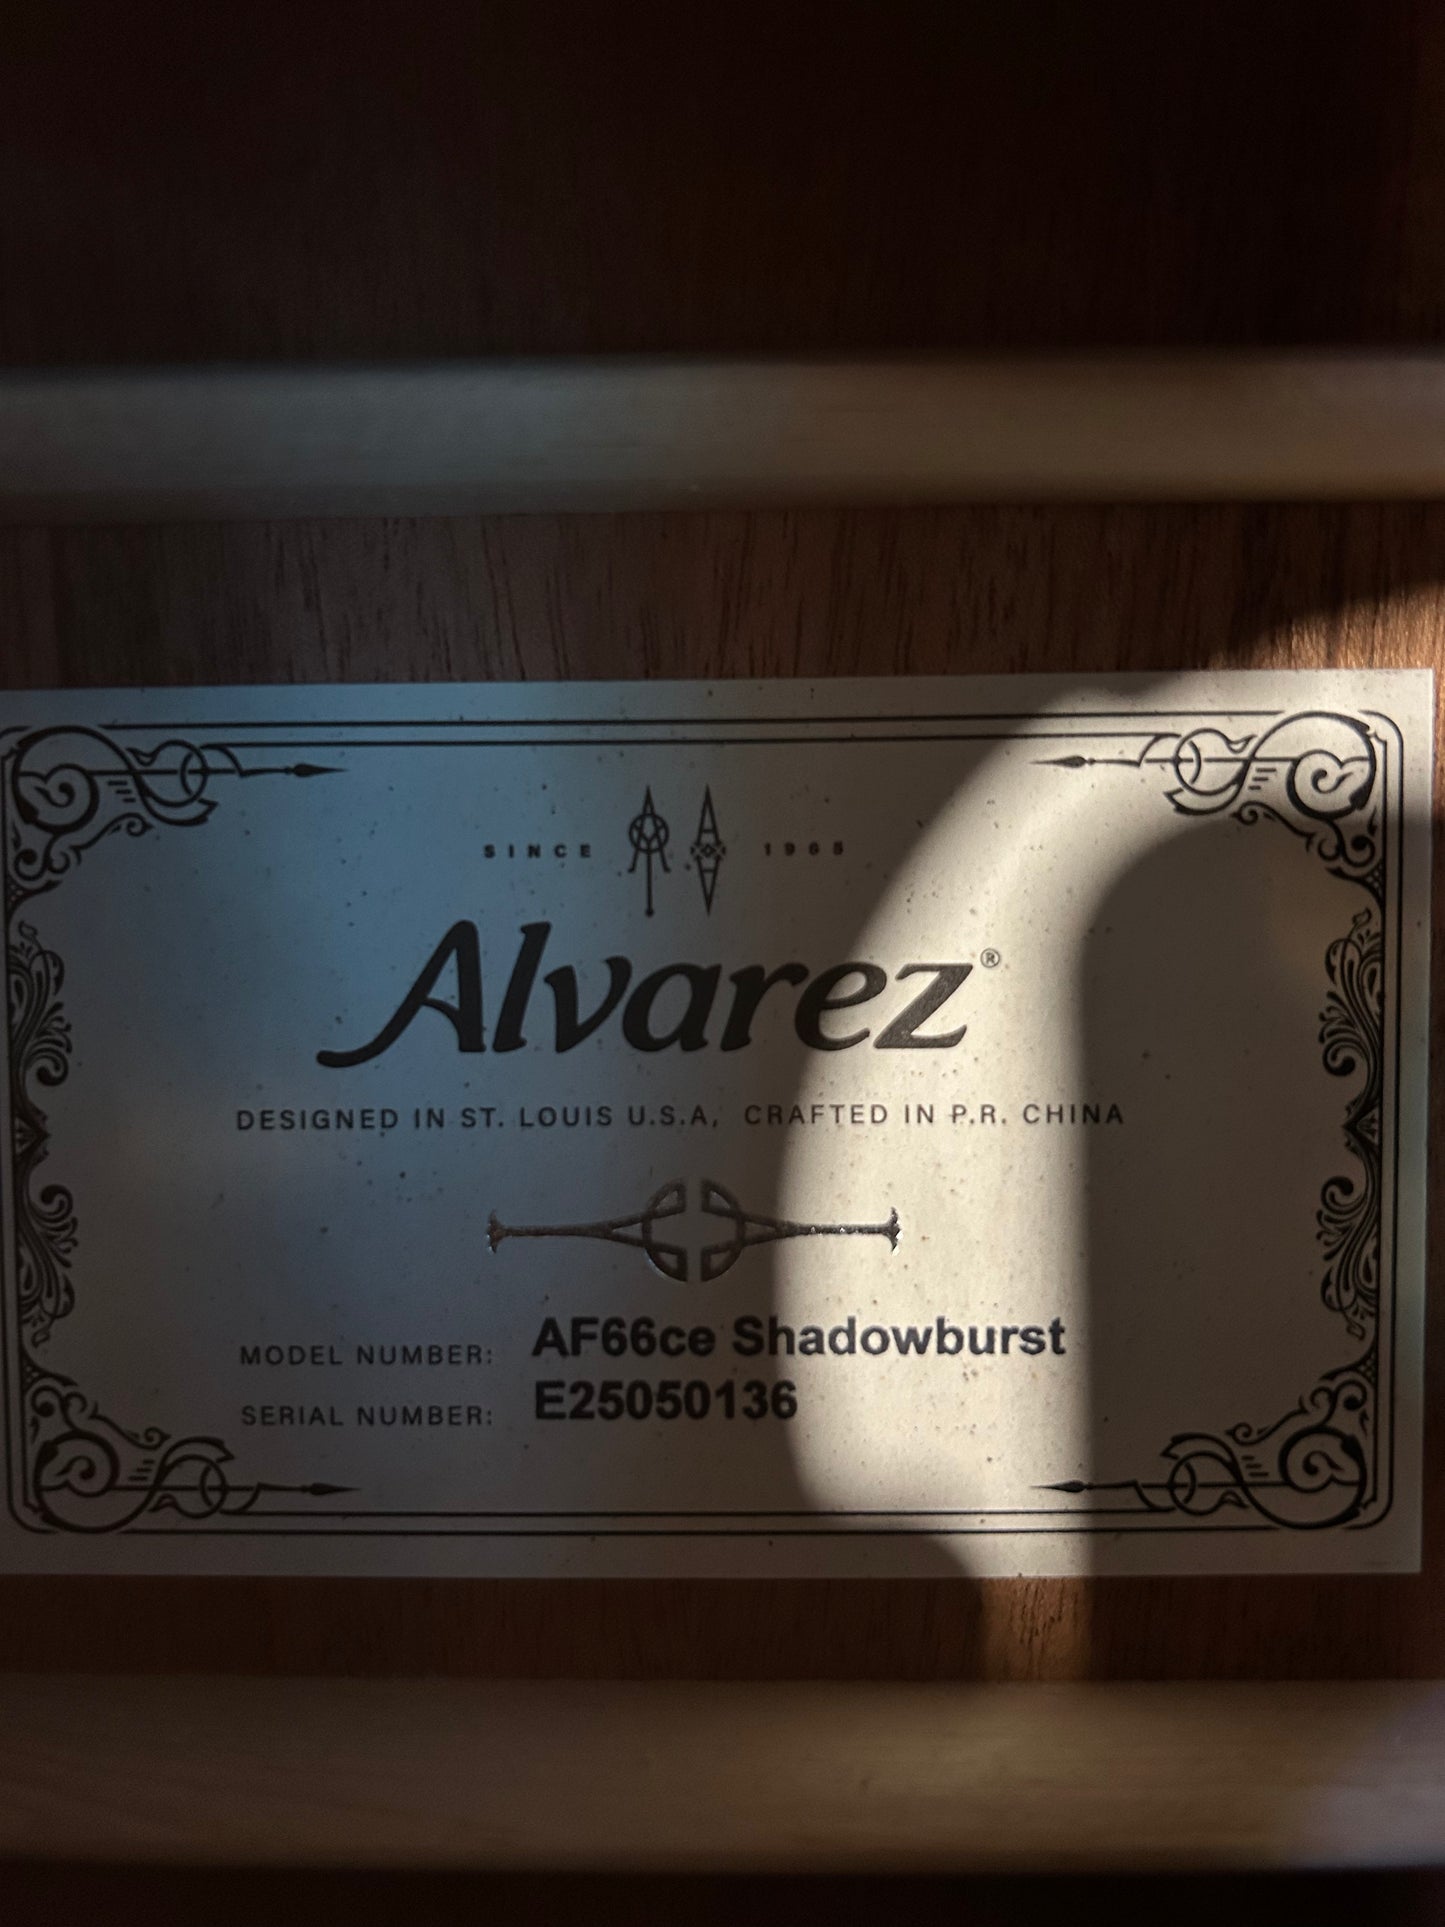 SINCE 1965
Alvarez®
DESIGNED IN ST. LOUIS U.S.A, CRAFTED IN P.R. CHINA
MODEL NUMBER: AF66ce Shadowburst
SERIAL NUMBER: E25050136